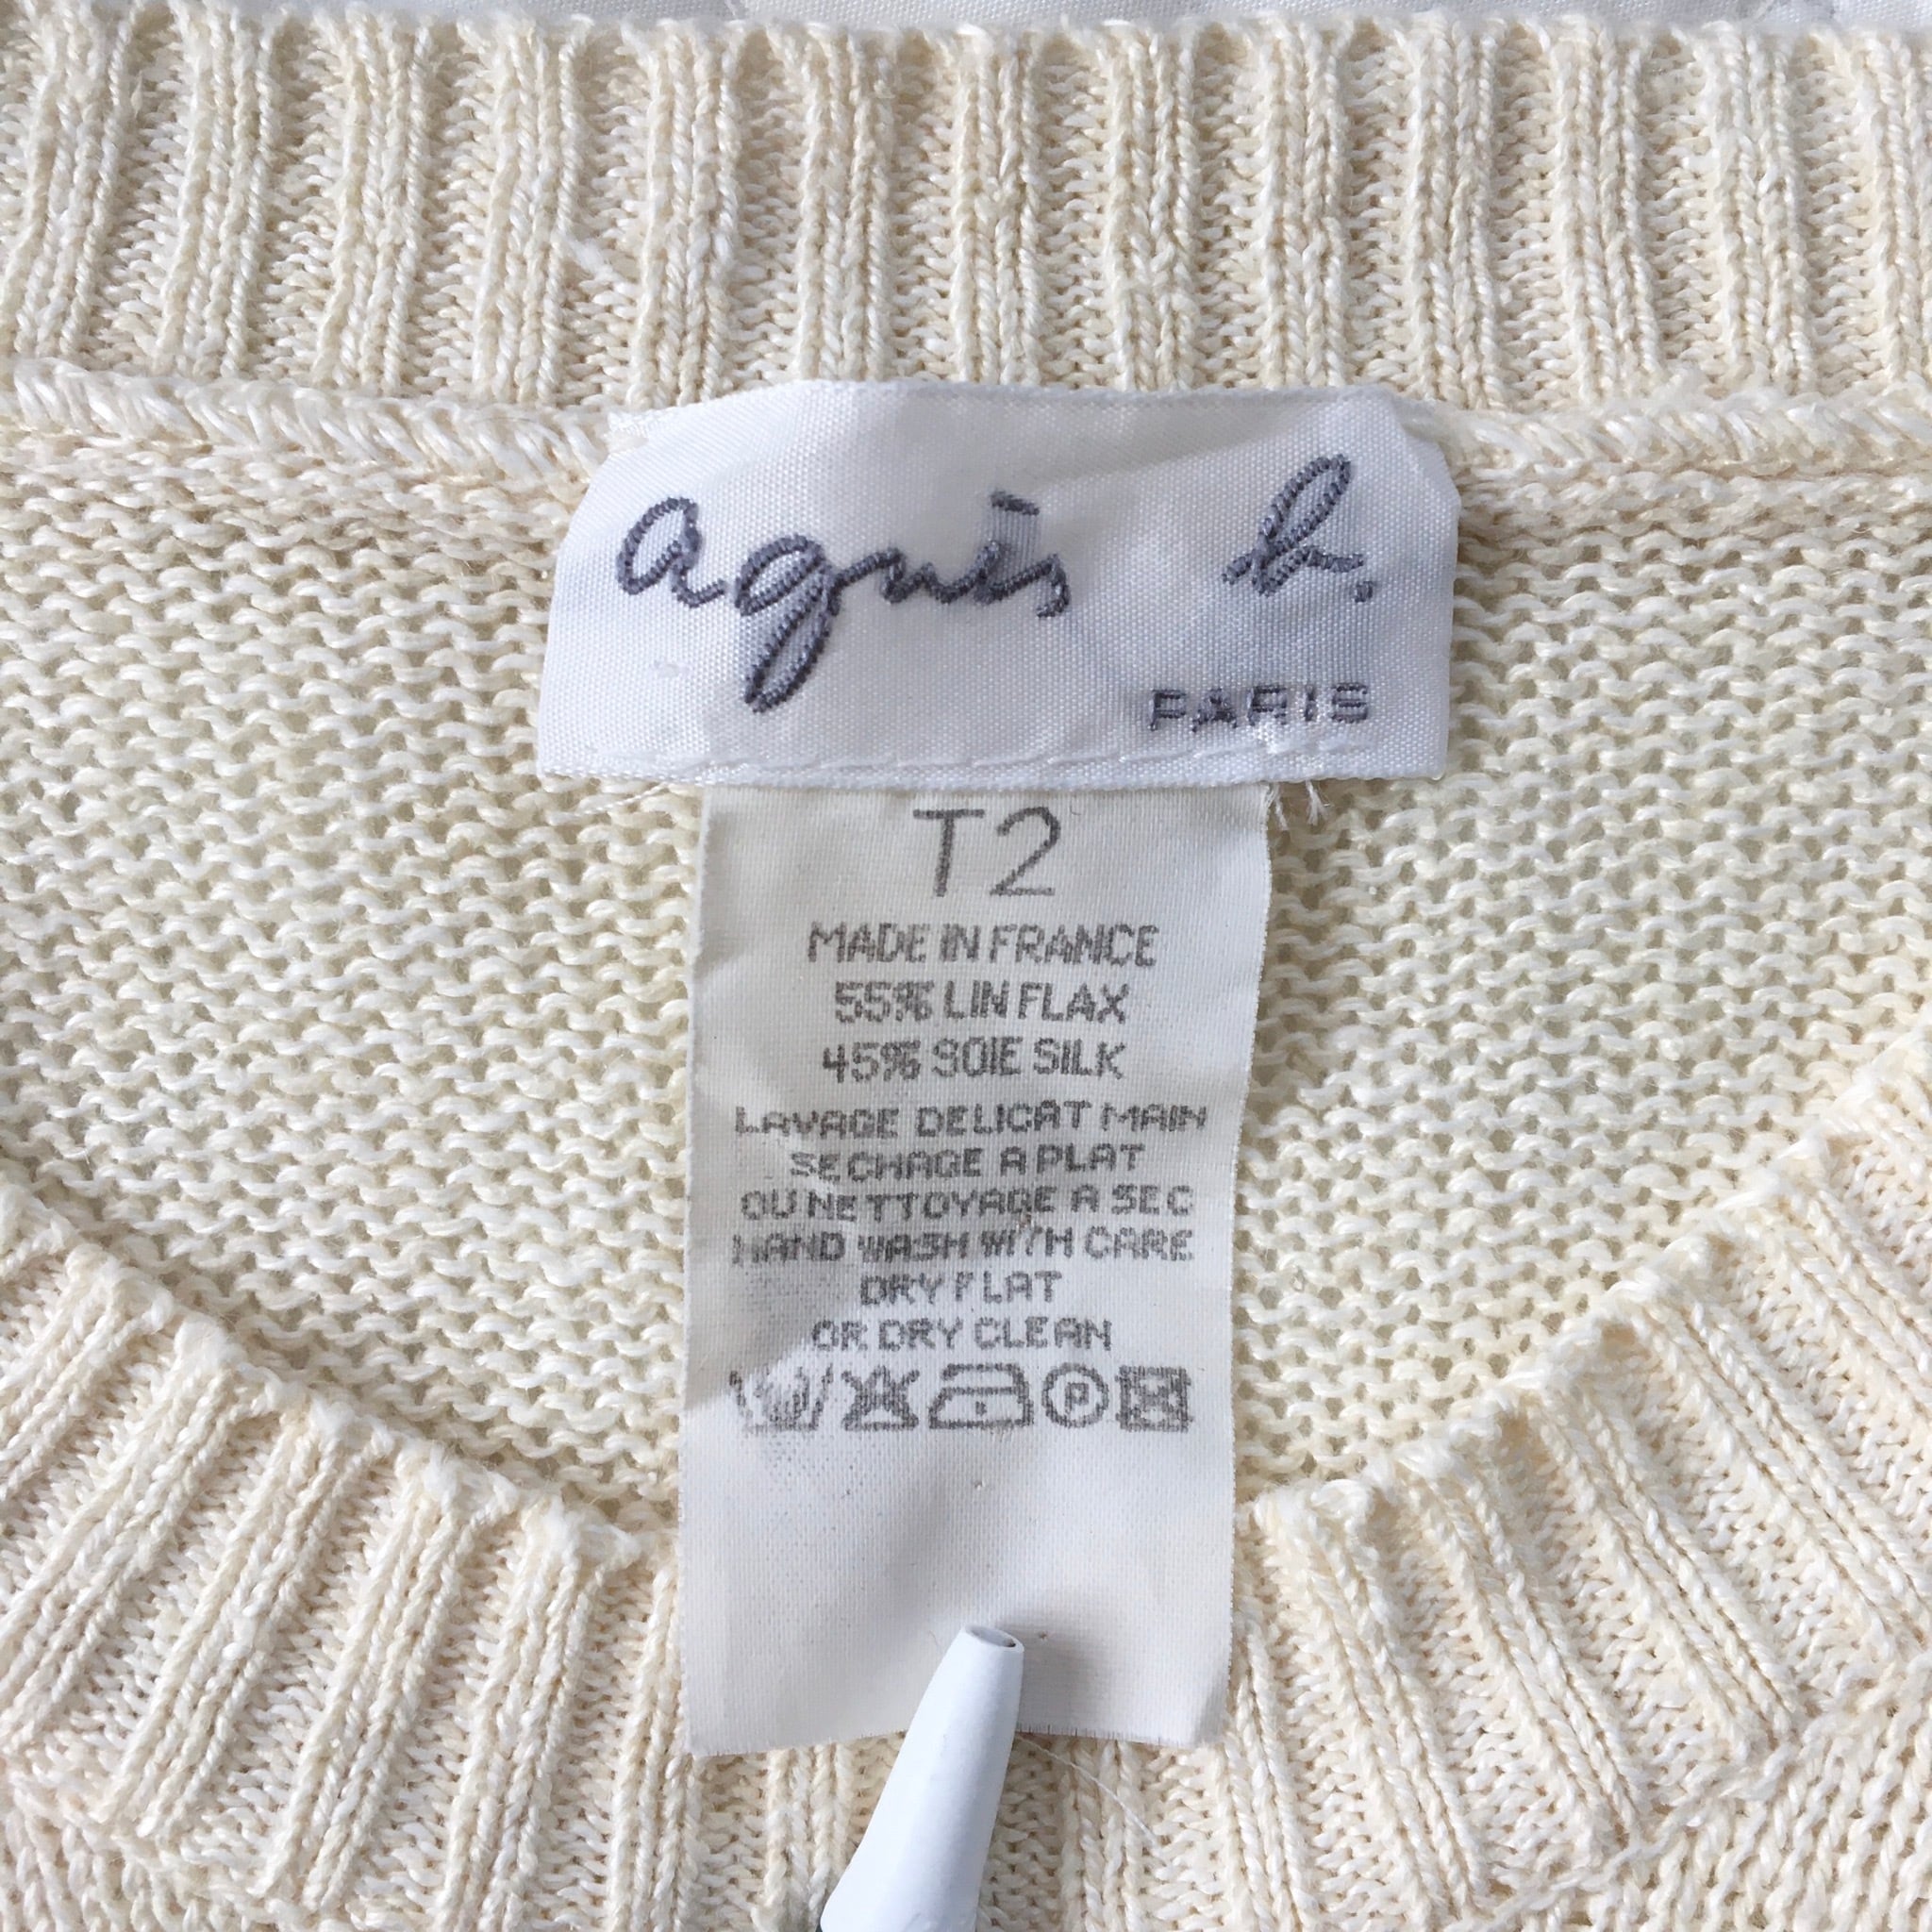 agnès b.
PARIS
T2
MADE IN FRANCE
55% LIN FLAX
45% SOIE SILK
LAVAGE DELICAT MAIN
SECHAGE A PLAT
OU NETTOYAGE A SEC
HAND WASH WITH CARE
DRY FLAT
OR DRY CLEAN
P